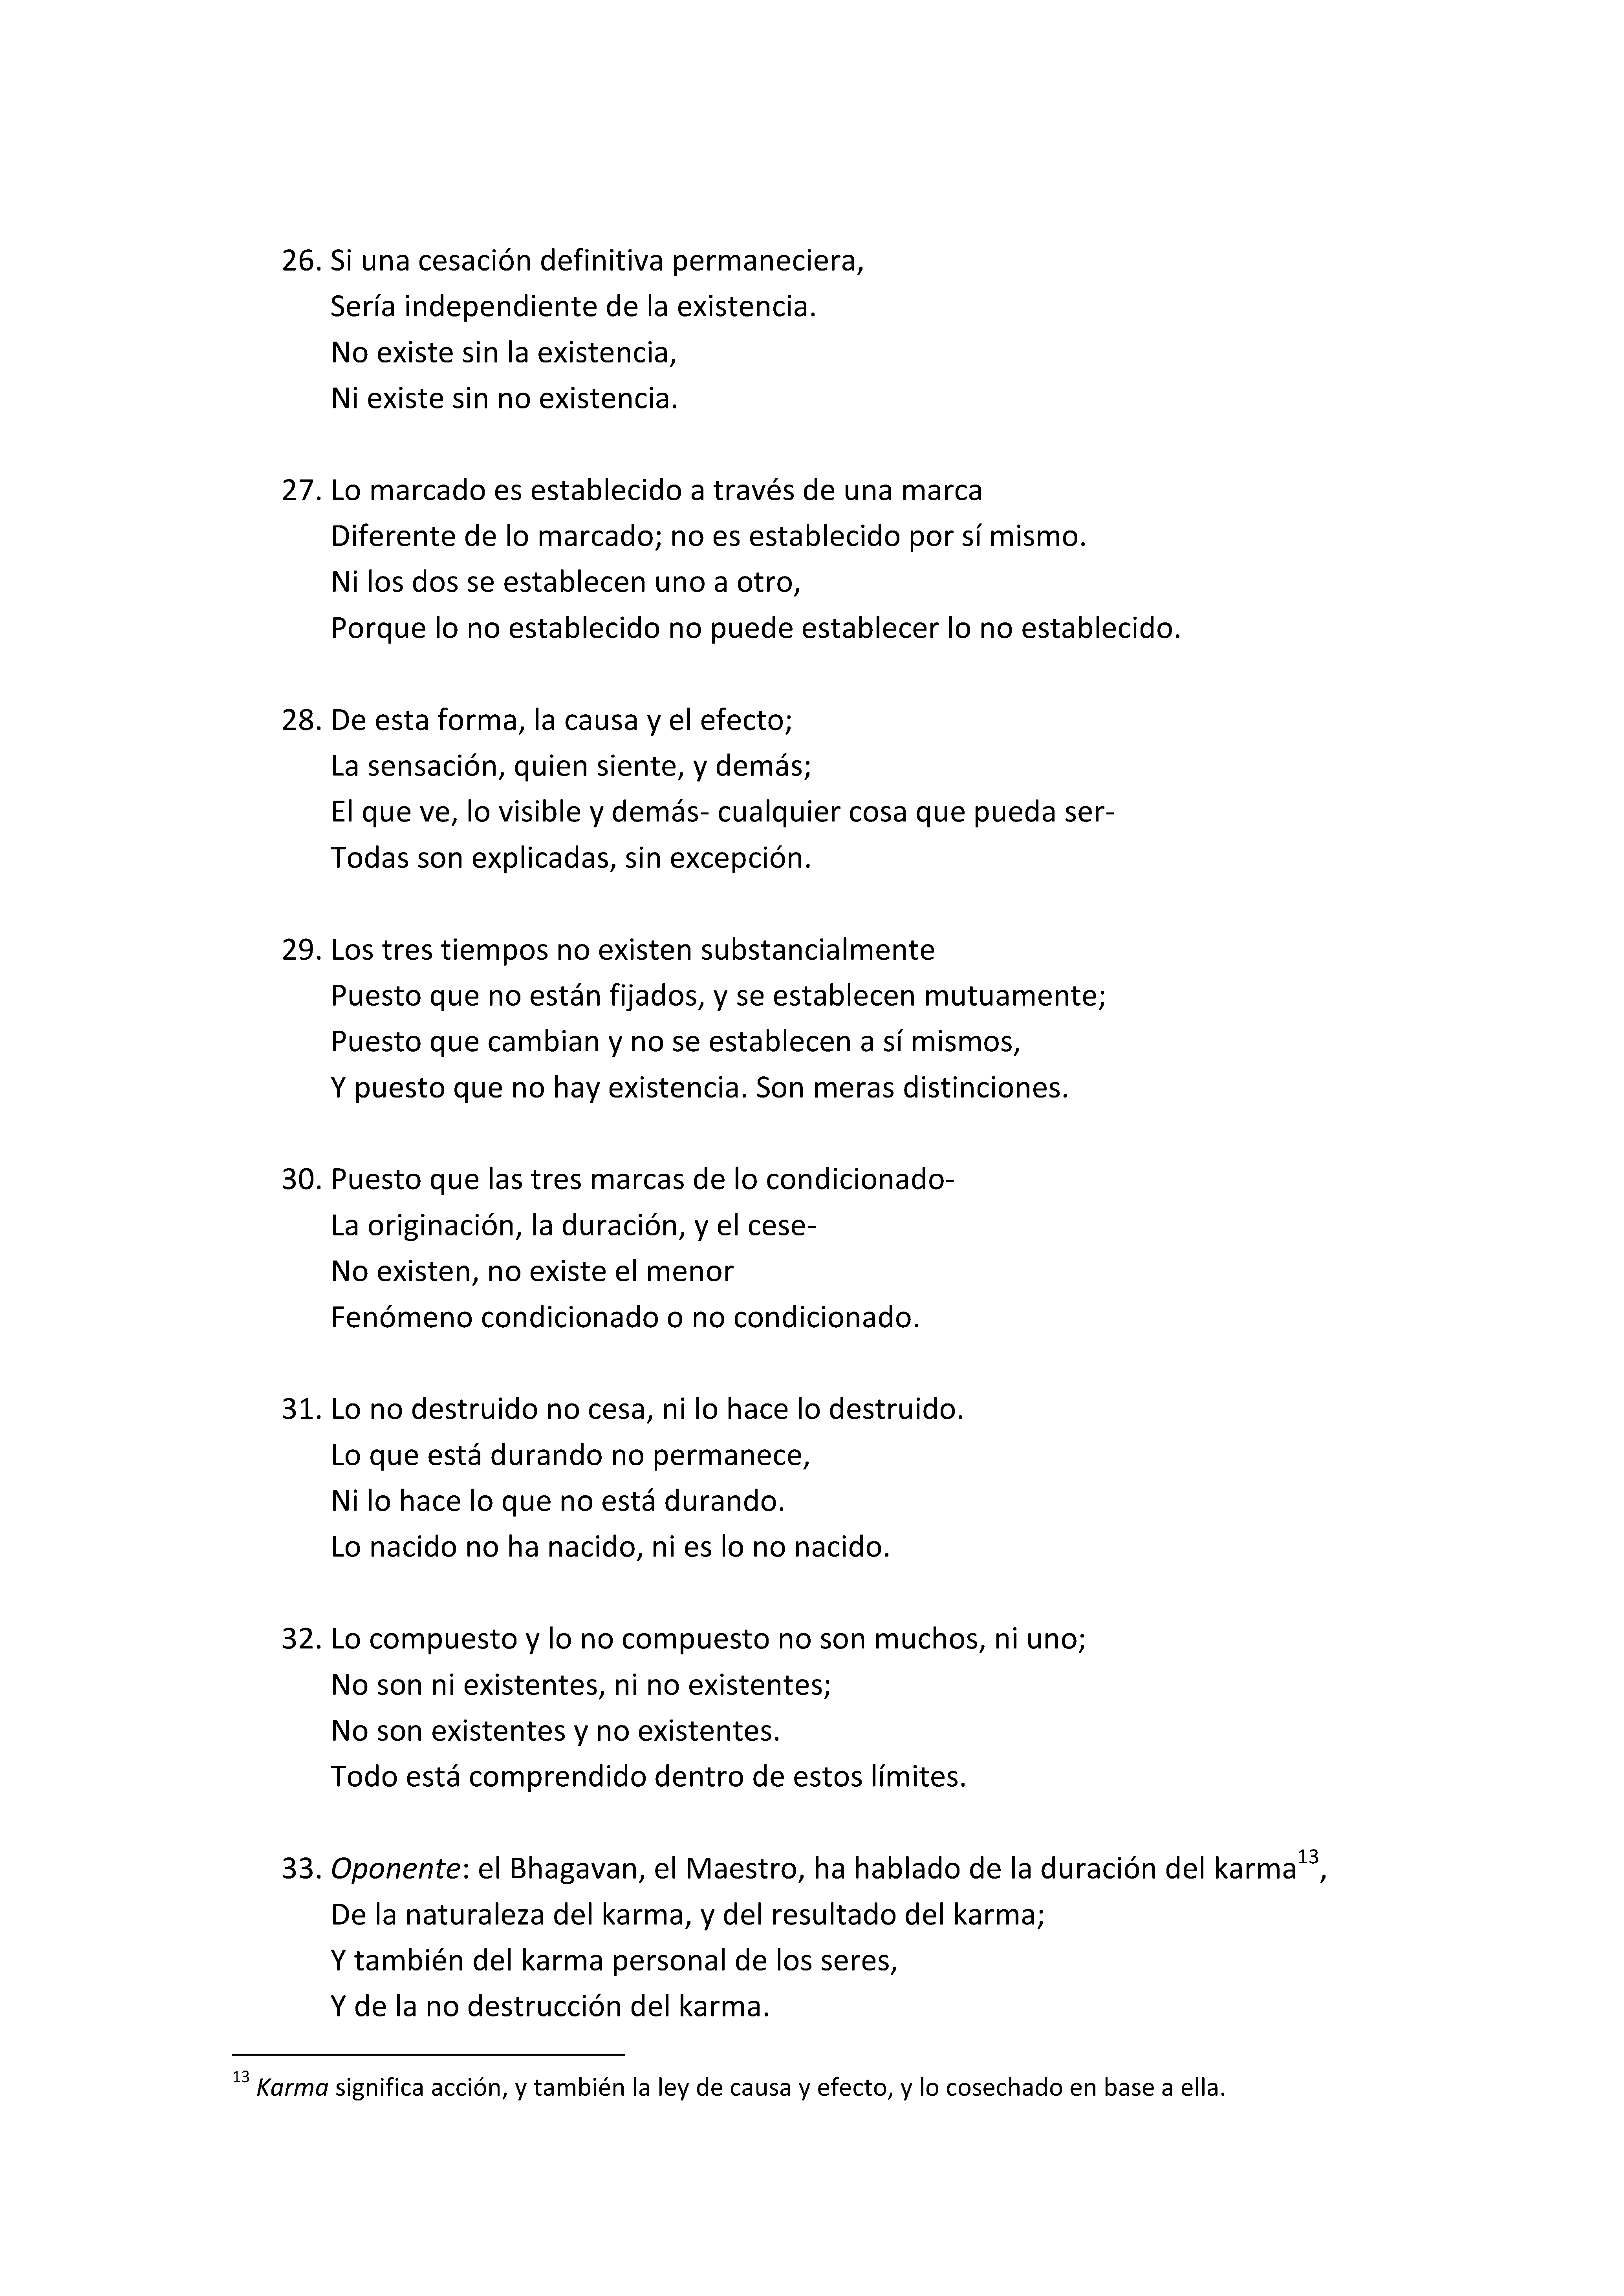 26. Si una cesación definitiva permaneciera,
Sería independiente de la existencia.
No existe sin la existencia,
Ni existe sin no existencia.
27. Lo marcado es establecido a través de una marca
Diferente de lo marcado; no es establecido por sí mismo.
Ni los dos se establecen uno a otro,
Porque lo no establecido no puede establecer lo no establecido.
28. De esta forma, la causa y el efecto;
La sensación, quien siente, y demás;
El que ve, lo visible y demás- cualquier cosa que pueda ser-
Todas son explicadas, sin excepción.
29. Los tres tiempos no existen substancialmente
Puesto que no están fijados, y se establecen mutuamente;
Puesto que cambian y no se establecen a sí mismos,
Y puesto que no hay existencia. Son meras distinciones.
30. Puesto que las tres marcas de lo condicionado-
La originación, la duración, y el cese-
No existen, no existe el menor
Fenómeno condicionado o no condicionado.
31. Lo no destruido no cesa, ni lo hace lo destruido.
Lo que está durando no permanece,
Ni lo hace lo que no está durando.
Lo nacido no ha nacido, ni es lo no nacido.
32. Lo compuesto y lo no compuesto no son muchos, ni uno;
No son ni existentes, ni no existentes;
No son existentes y no existentes.
Todo está comprendido dentro de estos límites.
33. Oponente: el Bhagavan, el Maestro, ha hablado de la duración del karma13,
De la naturaleza del karma, y del resultado del karma;
Y también del karma personal de los seres,
Y de la no destrucción del karma.
13 Karma significa acción, y también la ley de causa y efecto, y lo cosechado en base a ella.